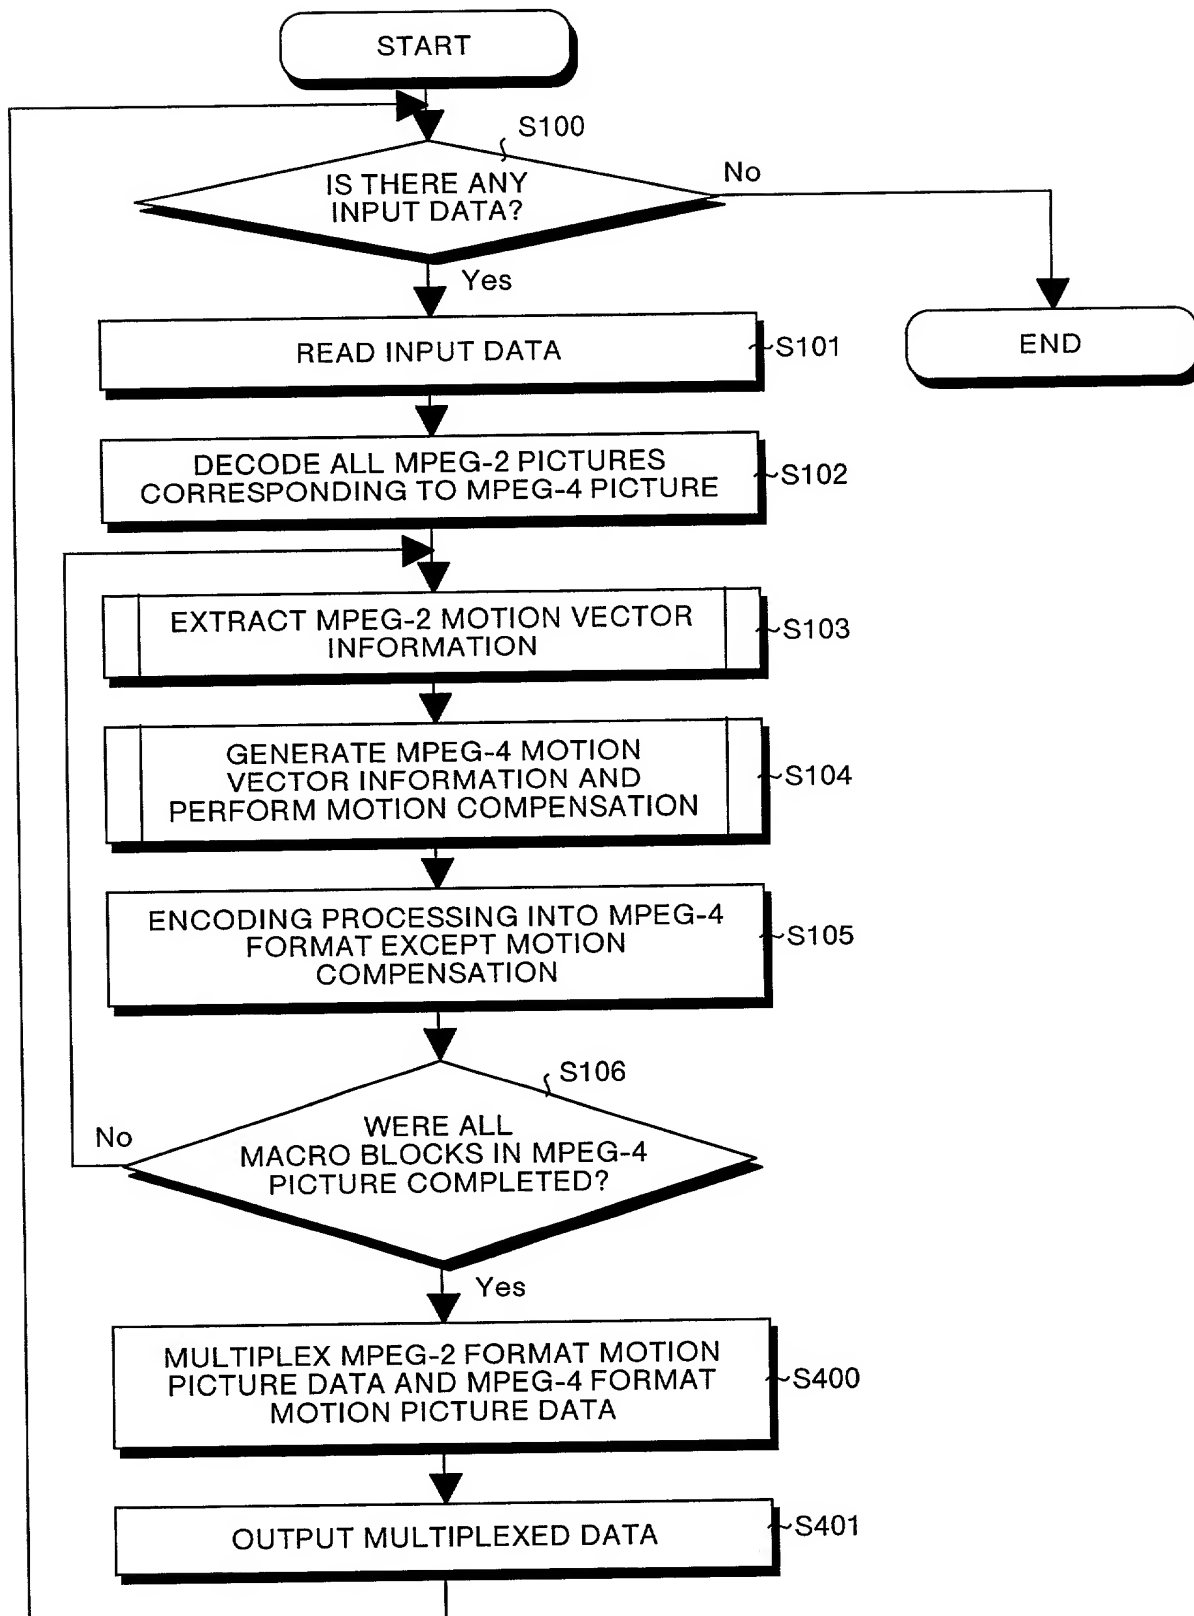 START
S100
IS THERE ANY
INPUT DATA?
No
Yes
READ INPUT DATA
S101
END
DECODE ALL MPEG-2 PICTURES
CORRESPONDING TO MPEG-4 PICTURE
S102
EXTRACT MPEG-2 MOTION VECTOR
INFORMATION
S103
GENERATE MPEG-4 MOTION
VECTOR INFORMATION AND
PERFORM MOTION COMPENSATION
S104
ENCODING PROCESSING INTO MPEG-4
FORMAT EXCEPT MOTION
COMPENSATION
S105
S106
WERE ALL
MACRO BLOCKS IN MPEG-4
PICTURE COMPLETED?
No
Yes
MULTIPLEX MPEG-2 FORMAT MOTION
PICTURE DATA AND MPEG-4 FORMAT
MOTION PICTURE DATA
S400
OUTPUT MULTIPLEXED DATA
S401